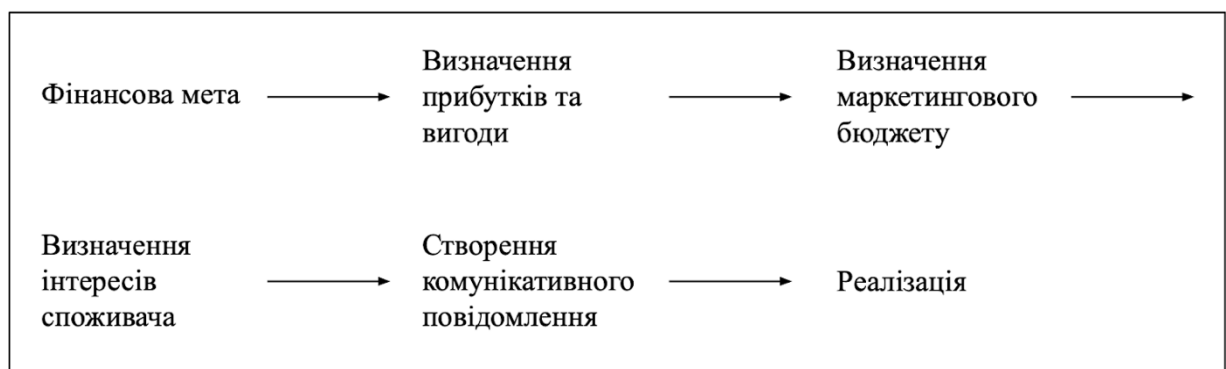 Фінансова мета
Визначення
прибутків та
вигоди
Визначення
маркетингового
бюджету
Визначення
інтересів
споживача
Створення
комунікативного
повідомлення
Реалізація